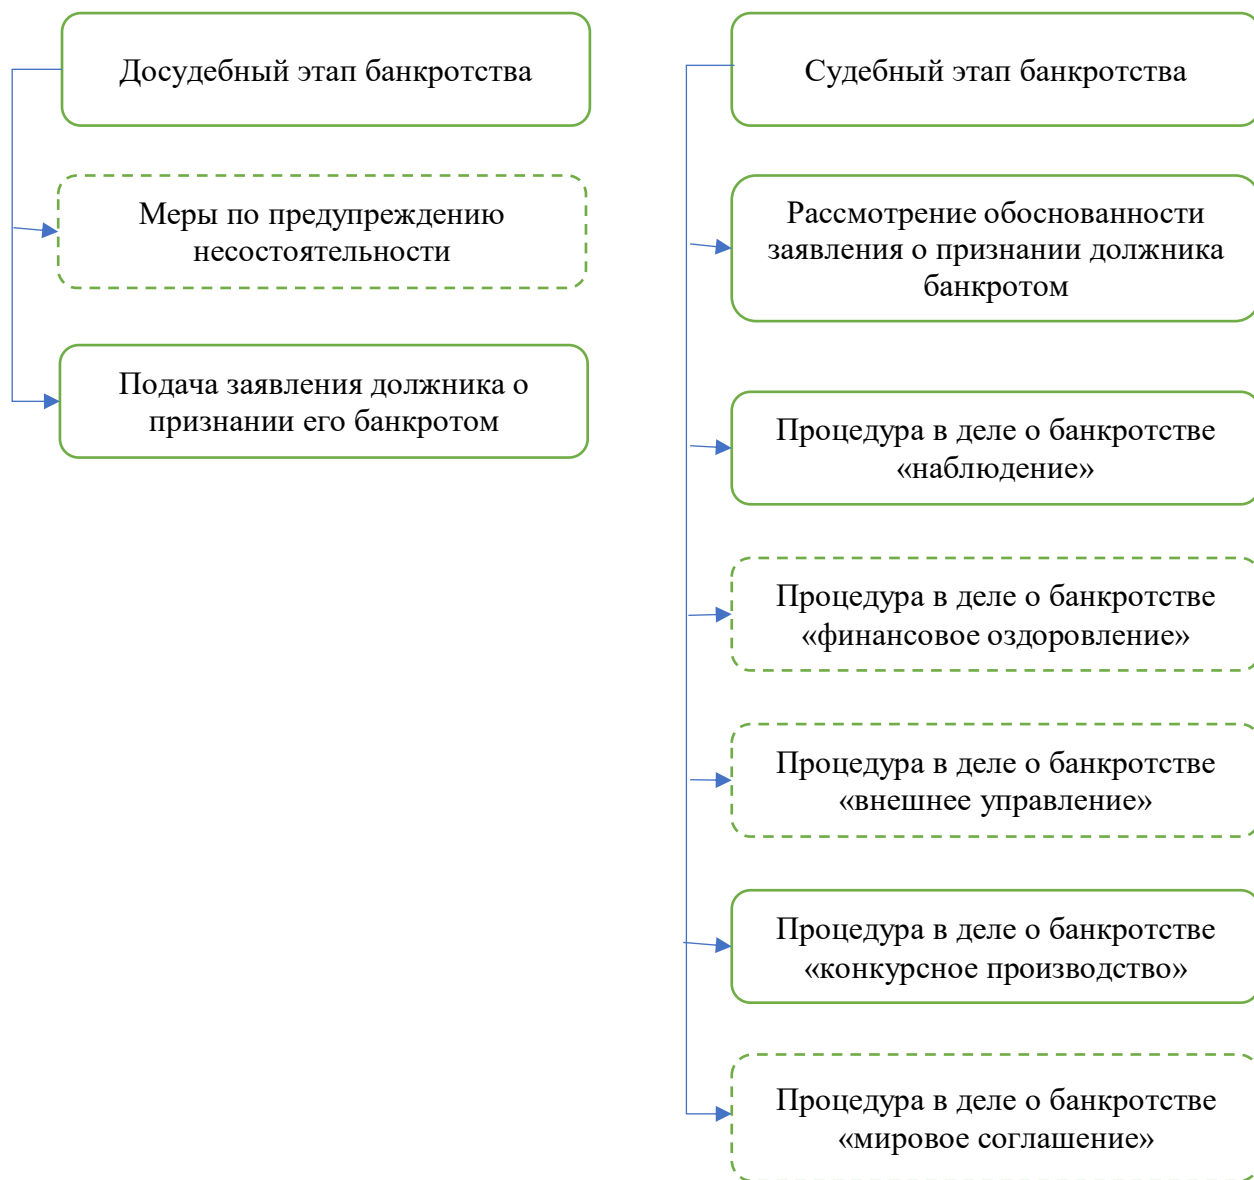 Досудебный этап банкротства
Меры по предупреждению
несостоятельности
Подача заявления должника о
признании его банкротом
Судебный этап банкротства
Рассмотрение обоснованности
заявления о признании должника
банкротом
Процедура в деле о банкротстве
«наблюдение»
Процедура в деле о банкротстве
«финансовое оздоровление»
Процедура в деле о банкротстве
«внешнее управление»
Процедура в деле о банкротстве
«конкурсное производство»
Процедура в деле о банкротстве
«мировое соглашение»